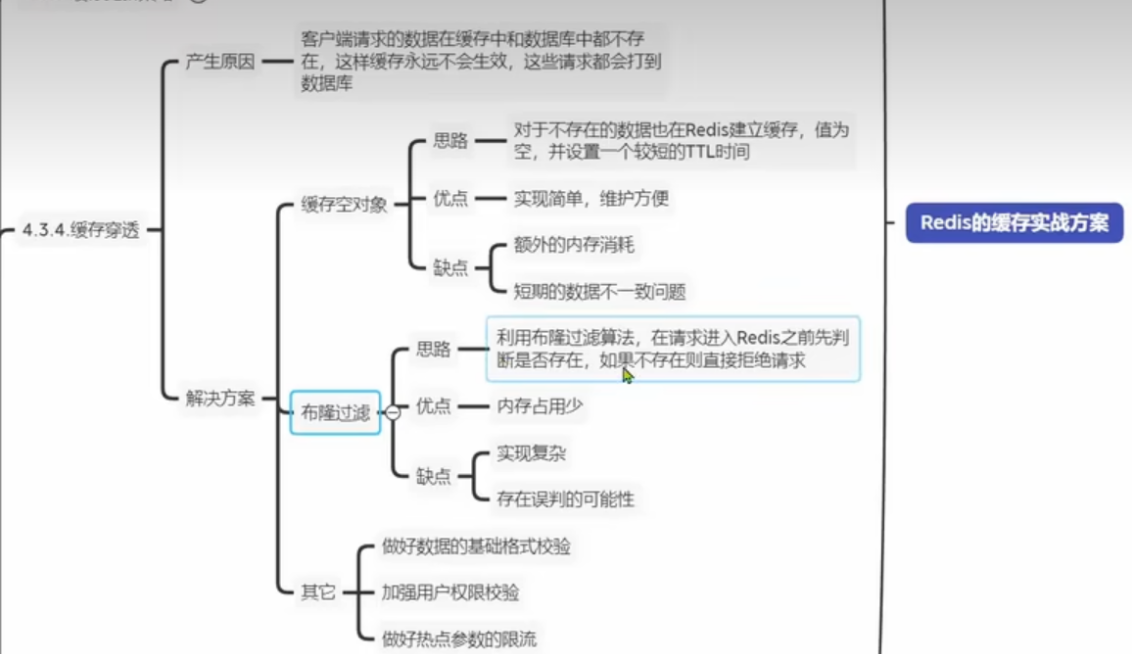 产生原因
客户端请求的数据在缓存中和数据库中都不存
在，这样缓存永远不会生效，这些请求都会打到
数据库
思路
对于不存在的数据也在Redis建立缓存，值为
空，并设置一个较短的TTL时间
缓存空对象
优点
实现简单，维护方便
缺点
额外的内存消耗
短期的数据不一致问题
4.3.4.缓存穿透
Redis的缓存实战方案
解决方案
布隆过滤
思路
利用布隆过滤算法，在请求进入Redis之前先判
断是否存在，如果不存在则直接拒绝请求
优点
内存占用少
缺点
实现复杂
存在误判的可能性
其它
做好数据的基础格式校验
加强用户权限校验
做好热点参数的限流